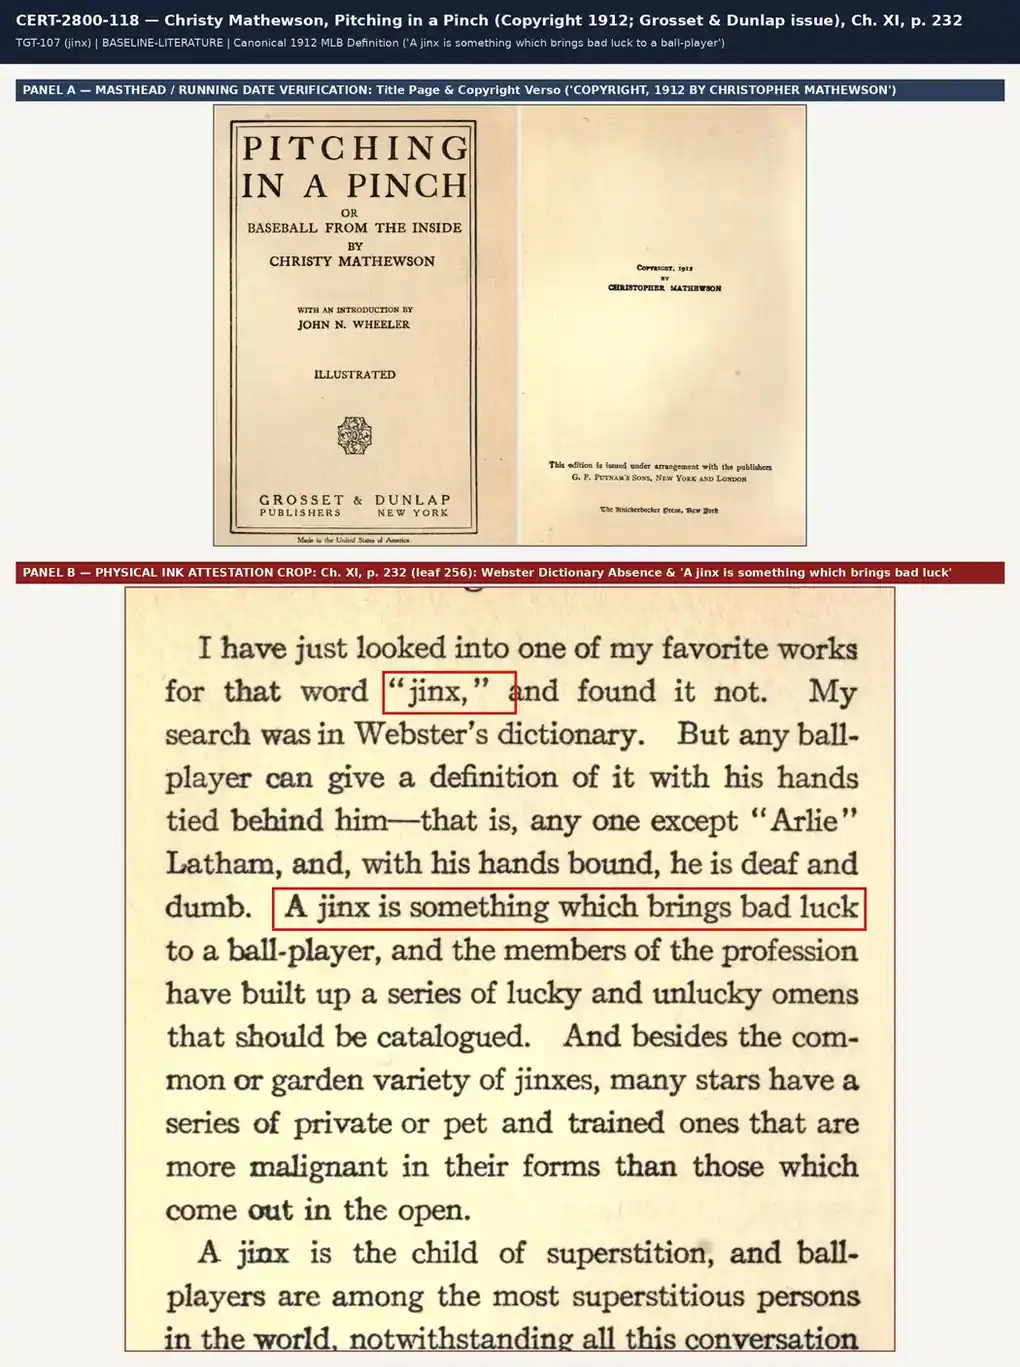 CERT-2800-118 — Christy Mathewson, Pitching in a Pinch (Copyright 1912; Grosset & Dunlap issue), Ch. XI, p. 232
TGT-107 (jinx) | BASELINE-LITERATURE | Canonical 1912 MLB Definition ('A jinx is something which brings bad luck to a ball-player')
PANEL A — MASTHEAD / RUNNING DATE VERIFICATION: Title Page & Copyright Verso ('COPYRIGHT, 1912 BY CHRISTOPHER MATHEWSON')
PITCHING
IN A PINCH
OR
BASEBALL FROM THE INSIDE
BY
CHRISTY MATHEWSON
WITH AN INTRODUCTION BY
JOHN N. WHEELER
ILLUSTRATED
GROSSET & DUNLAP
PUBLISHERS NEW YORK
Made in the United States of America
COPYRIGHT, 1912
BY
CHRISTOPHER MATHEWSON
This edition is issued under arrangement with the publishers
G. P. PUTNAM'S SONS, NEW YORK AND LONDON
The Knickerbocker Press, New York
PANEL B — PHYSICAL INK ATTESTATION CROP: Ch. XI, p. 232 (leaf 256): Webster Dictionary Absence & 'A jinx is something which brings bad luck'
I have just looked into one of my favorite works
for that word “jinx,” and found it not. My
search was in Webster’s dictionary. But any ball-
player can give a definition of it with his hands
tied behind him—that is, any one except “Arlie”
Latham, and, with his hands bound, he is deaf and
dumb. A jinx is something which brings bad luck
to a ball-player, and the members of the profession
have built up a series of lucky and unlucky omens
that should be catalogued. And besides the com-
mon or garden variety of jinxes, many stars have a
series of private or pet and trained ones that are
more malignant in their forms than those which
come out in the open.
A jinx is the child of superstition, and ball-
players are among the most superstitious persons
in the world, notwithstanding all this conversation